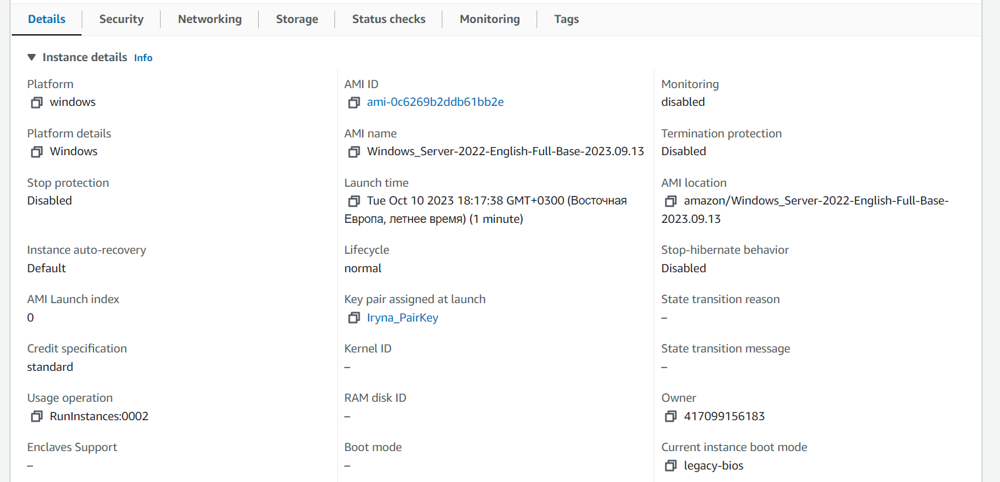 Details
Security
Networking
Storage
Status checks
Monitoring
Tags
Instance details Info
Platform
windows
AMI ID
ami-0c6269b2ddb61bb2e
Monitoring
disabled
Platform details
Windows
AMI name
Windows_Server-2022-English-Full-Base-2023.09.13
Termination protection
Disabled
Stop protection
Disabled
Launch time
Tue Oct 10 2023 18:17:38 GMT+0300 (Восточная
Европа, летнее время) (1 minute)
AMI location
amazon/Windows_Server-2022-English-Full-Base-
2023.09.13
Instance auto-recovery
Default
Lifecycle
normal
Stop-hibernate behavior
Disabled
AMI Launch index
0
Key pair assigned at launch
Iryna_PairKey
State transition reason
–
Credit specification
standard
Kernel ID
–
State transition message
–
Usage operation
RunInstances:0002
RAM disk ID
–
Owner
417099156183
Enclaves Support
–
Boot mode
–
Current instance boot mode
legacy-bios